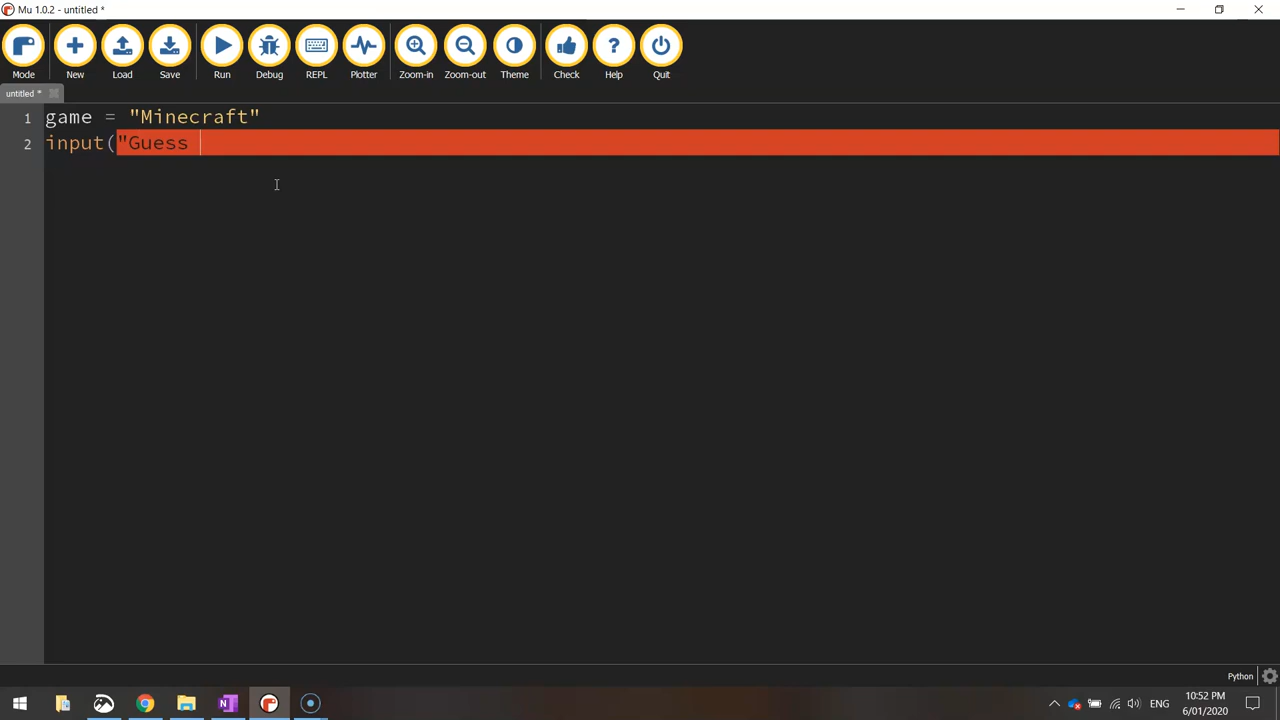 Mu 1.0.2 - untitled *
Mode New Load Save Run Debug REPL Plotter Zoom-in Zoom-out Theme Check Help Quit
untitled *
1 game = "Minecraft"
2 input("Guess
Python
10:52 PM
ENG
6/01/2020